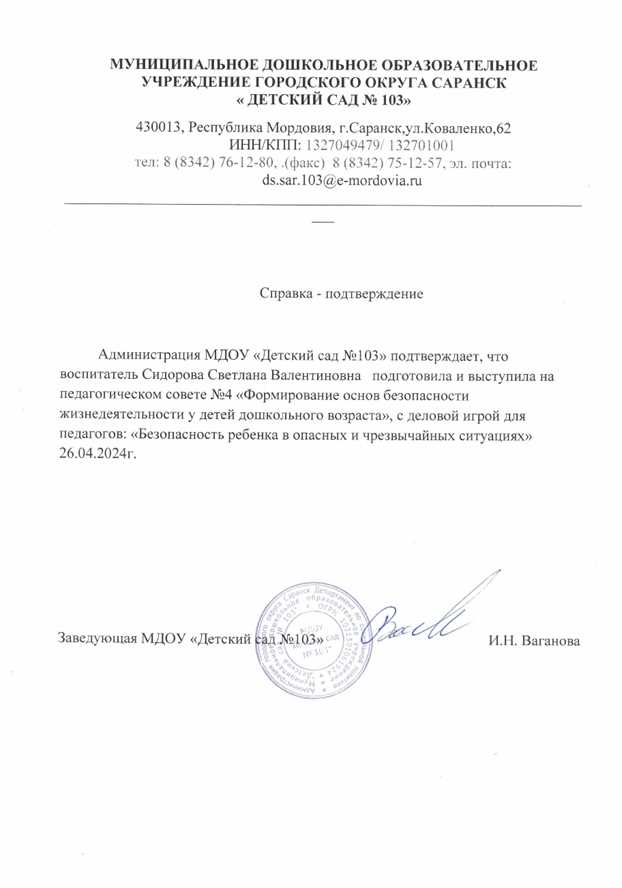 МУНИЦИПАЛЬНОЕ ДОШКОЛЬНОЕ ОБРАЗОВАТЕЛЬНОЕ
УЧРЕЖДЕНИЕ ГОРОДСКОГО ОКРУГА САРАНСК
« ДЕТСКИЙ САД № 103»
430013, Республика Мордовия, г.Саранск,ул.Коваленко,62
ИНН/КПП: 1327049479/ 132701001
тел: 8 (8342) 76-12-80, .(факс)  8 (8342) 75-12-57, эл. почта:
ds.sar.103@e-mordovia.ru
Справка - подтверждение
Администрация МДОУ «Детский сад №103» подтверждает, что
воспитатель Сидорова Светлана Валентиновна   подготовила и выступила на
педагогическом совете №4 «Формирование основ безопасности
жизнедеятельности у детей дошкольного возраста», с деловой игрой для
педагогов: «Безопасность ребенка в опасных и чрезвычайных ситуациях»
26.04.2024г.
Заведующая МДОУ «Детский сад №103»
И.Н. Ваганова